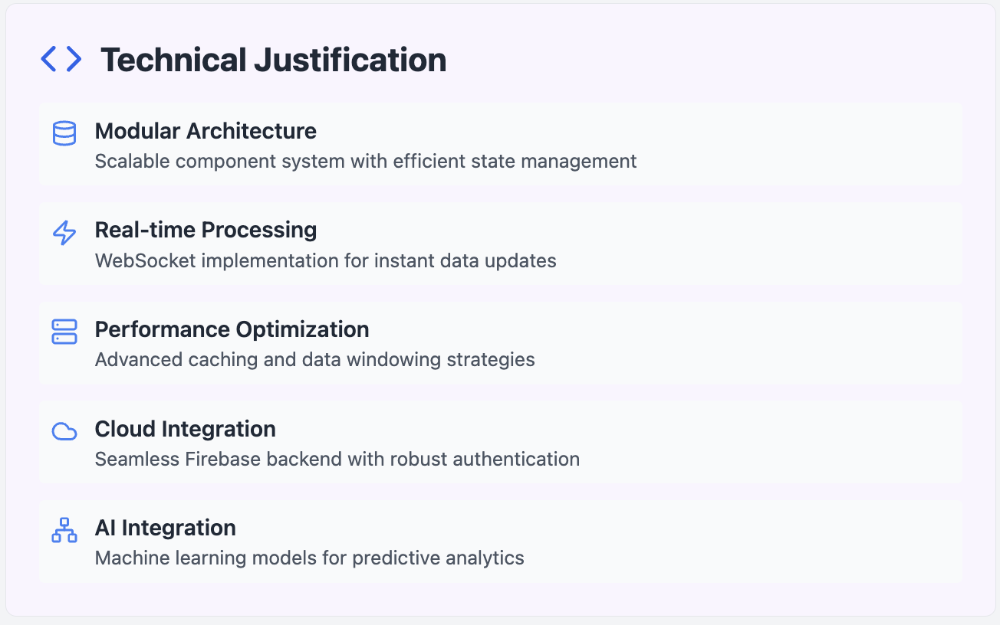 Technical Justification
Modular Architecture
Scalable component system with efficient state management
Real-time Processing
WebSocket implementation for instant data updates
Performance Optimization
Advanced caching and data windowing strategies
Cloud Integration
Seamless Firebase backend with robust authentication
AI Integration
Machine learning models for predictive analytics